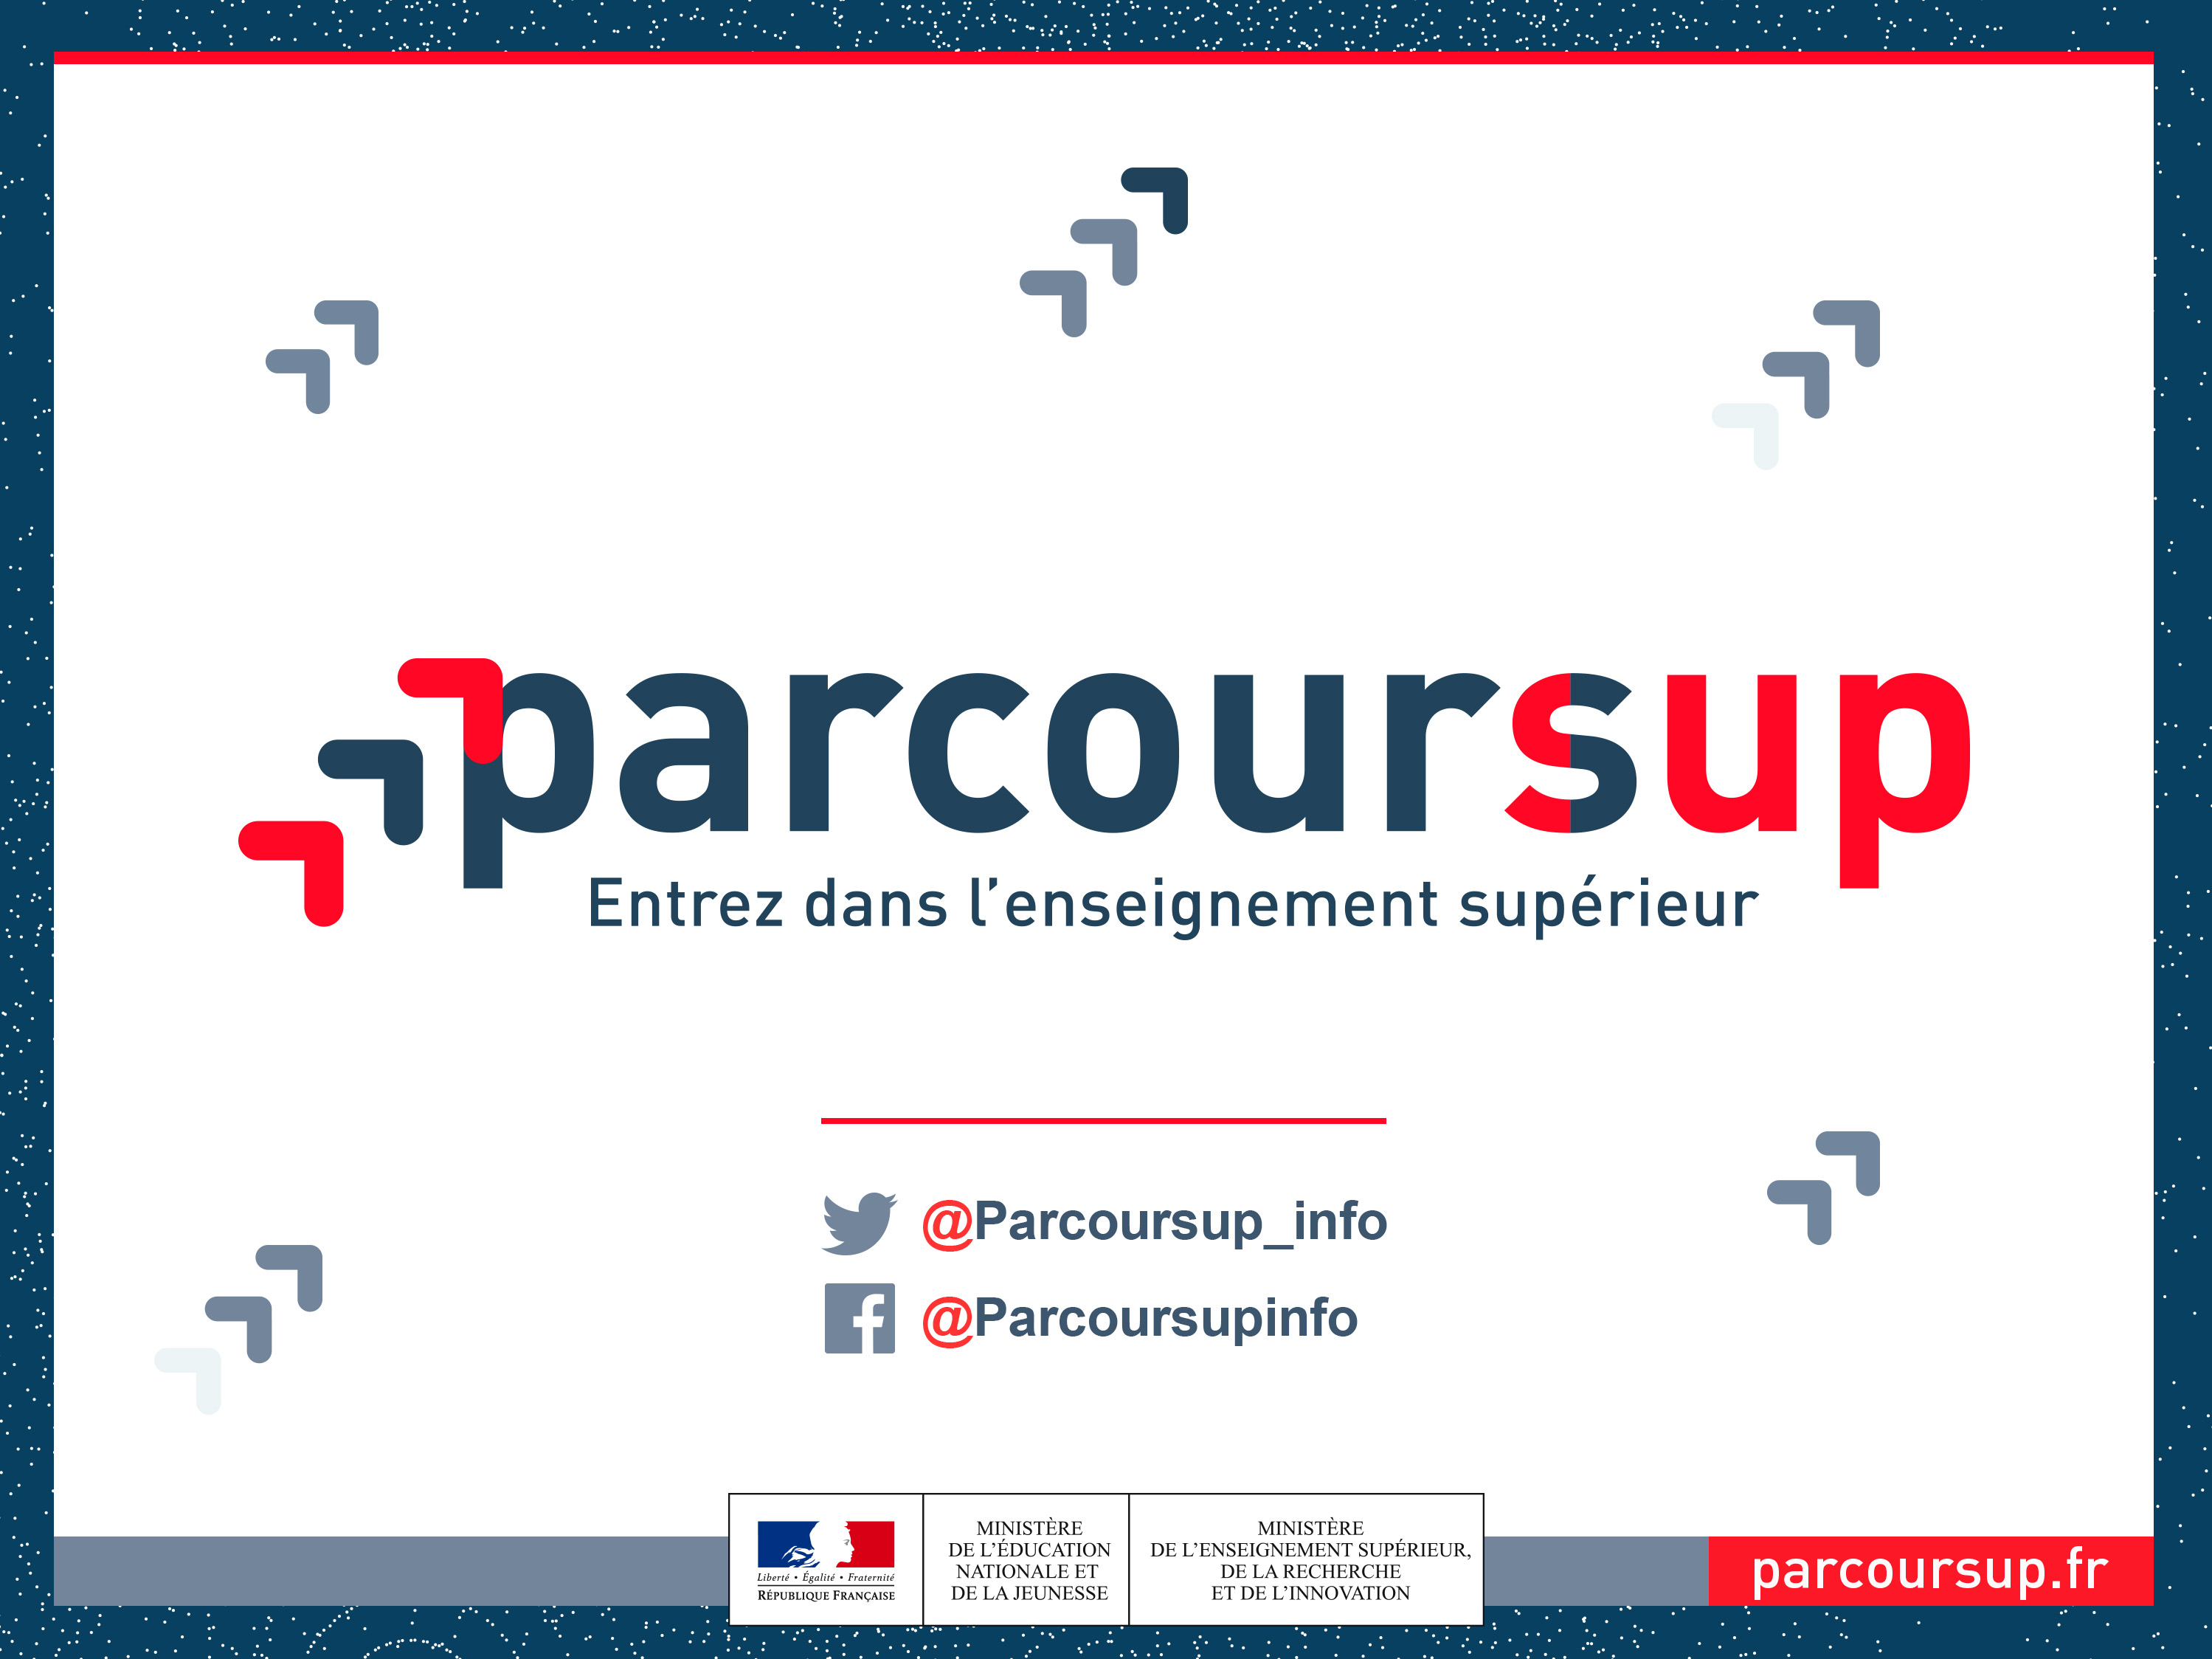 parcoursup
Entrez dans l’enseignement supérieur
@Parcoursup_info
@Parcoursupinfo
Liberté • Égalité • Fraternité
RÉPUBLIQUE FRANÇAISE
MINISTÈRE
DE L’ÉDUCATION
NATIONALE ET
DE LA JEUNESSE
MINISTÈRE
DE L’ENSEIGNEMENT SUPÉRIEUR,
DE LA RECHERCHE
ET DE L’INNOVATION
parcoursup.fr